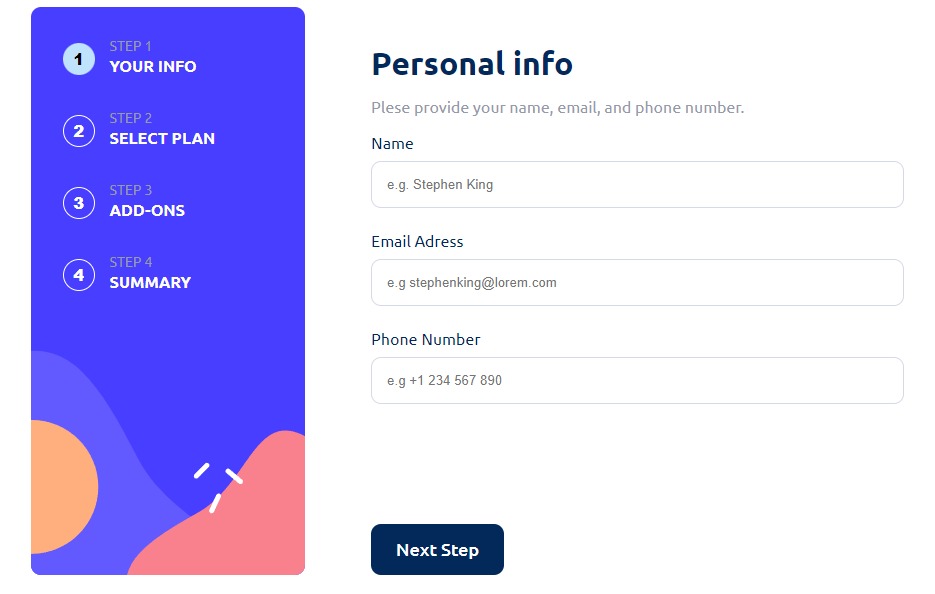 1
STEP 1
YOUR INFO
2
STEP 2
SELECT PLAN
3
STEP 3
ADD-ONS
4
STEP 4
SUMMARY
Personal info
Plese provide your name, email, and phone number.
Name
e.g. Stephen King
Email Adress
e.g stephenking@lorem.com
Phone Number
e.g +1 234 567 890
Next Step